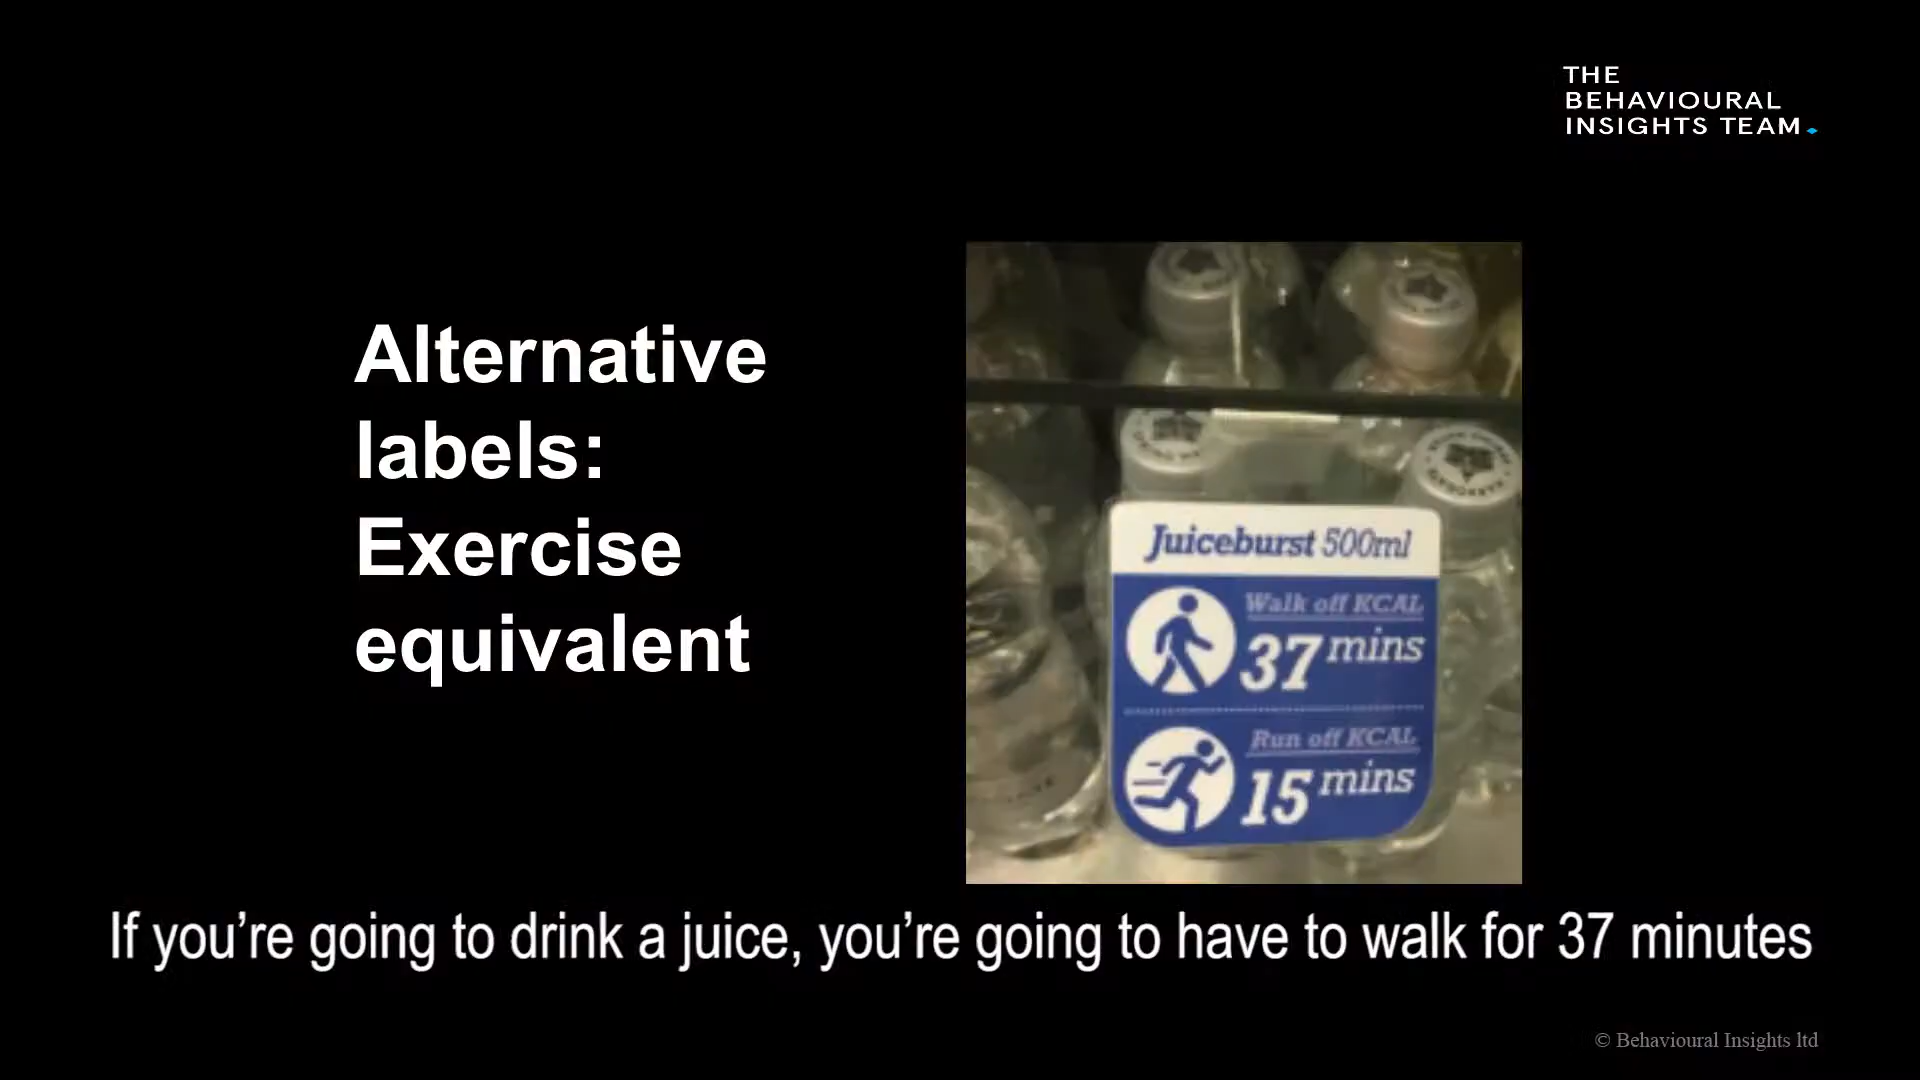 THE
BEHAVIOURAL
INSIGHTS TEAM.
Alternative
labels:
Exercise
equivalent
Juiceburst 500ml
Walk off KCAL
37 mins
Run off KCAL
15 mins
If you’re going to drink a juice, you’re going to have to walk for 37 minutes
© Behavioural Insights ltd